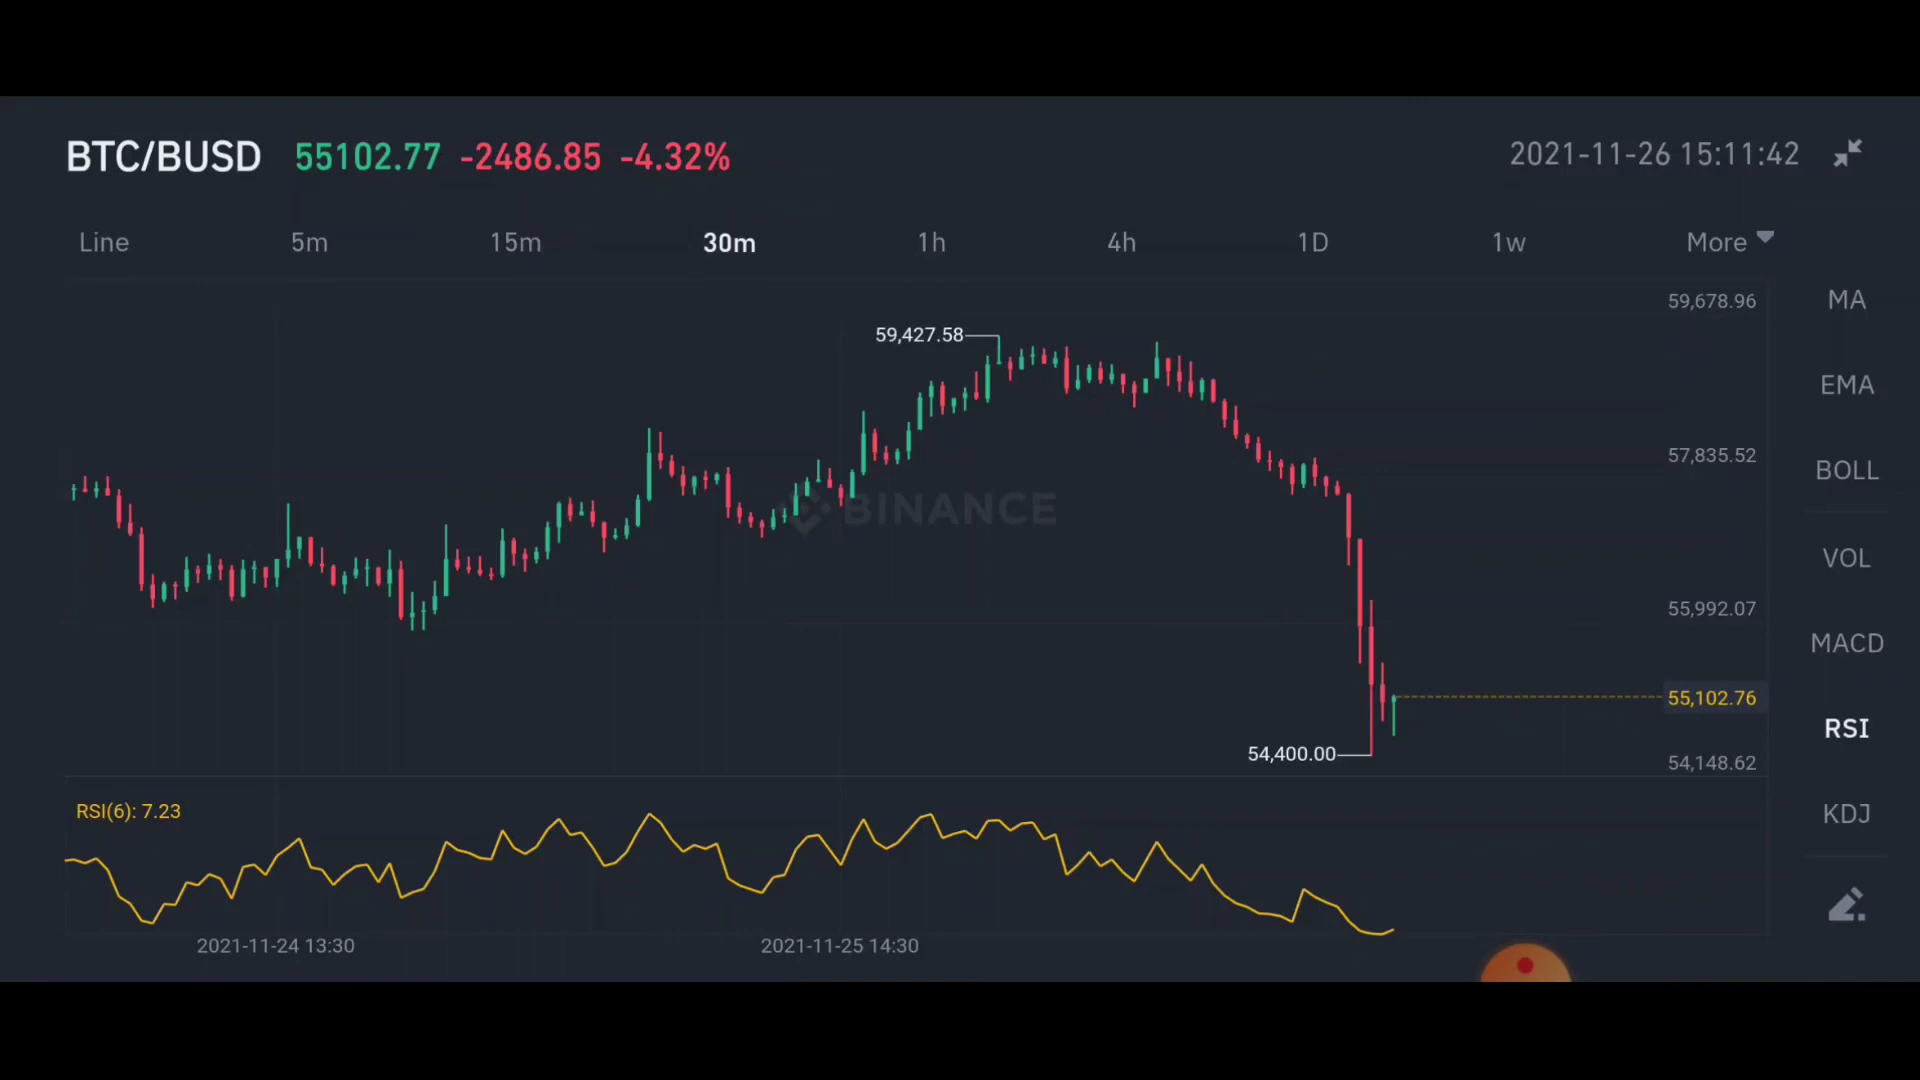 BTC/BUSD 55102.77 -2486.85 -4.32% 2021-11-26 15:11:42
Line 5m 15m 30m 1h 4h 1D 1w More
59,678.96
MA
59,427.58
EMA
57,835.52
BOLL
BINANCE
VOL
55,992.07
MACD
55,102.76
RSI
54,400.00
54,148.62
RSI(6): 7.23
KDJ
2021-11-24 13:30 2021-11-25 14:30